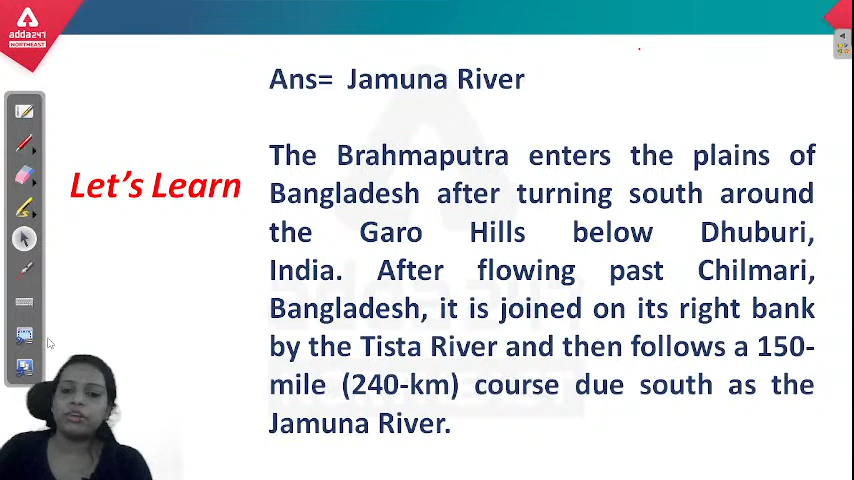 adda247
NORTHEAST
Ans= Jamuna River
Let's Learn
The Brahmaputra enters the plains of
Bangladesh after turning south around
the Garo Hills below Dhuburi,
India. After flowing past Chilmari,
Bangladesh, it is joined on its right bank
by the Tista River and then follows a 150-
mile (240-km) course due south as the
Jamuna River.
adda247
NORTHEAST